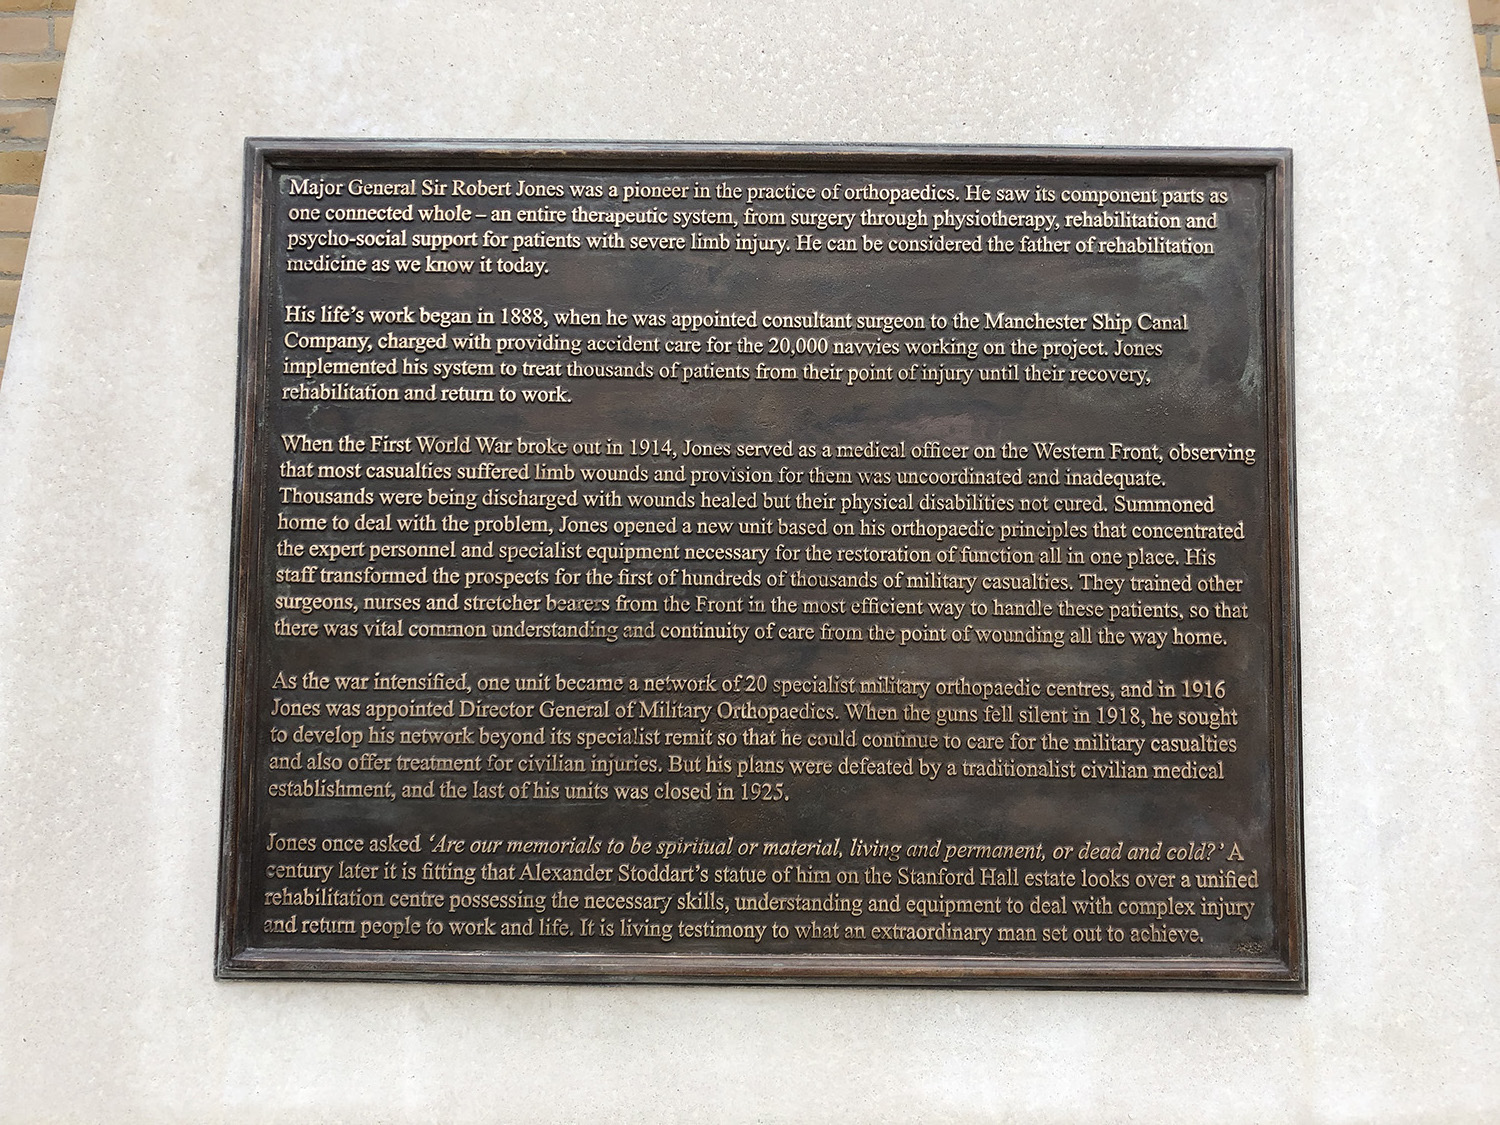 Major General Sir Robert Jones was a pioneer in the practice of orthopaedics. He saw its component parts as
one connected whole – an entire therapeutic system, from surgery through physiotherapy, rehabilitation and
psycho-social support for patients with severe limb injury. He can be considered the father of rehabilitation
medicine as we know it today.
His life's work began in 1888, when he was appointed consultant surgeon to the Manchester Ship Canal
Company, charged with providing accident care for the 20,000 navvies working on the project. Jones
implemented his system to treat thousands of patients from their point of injury until their recovery,
rehabilitation and return to work.
When the First World War broke out in 1914, Jones served as a medical officer on the Western Front, observing
that most casualties suffered limb wounds and provision for them was uncoordinated and inadequate.
Thousands were being discharged with wounds healed but their physical disabilities not cured. Summoned
home to deal with the problem, Jones opened a new unit based on his orthopaedic principles that concentrated
the expert personnel and specialist equipment necessary for the restoration of function all in one place. His
staff transformed the prospects for the first of hundreds of thousands of military casualties. They trained other
surgeons, nurses and stretcher bearers from the Front in the most efficient way to handle these patients, so that
there was vital common understanding and continuity of care from the point of wounding all the way home.
As the war intensified, one unit became a network of 20 specialist military orthopaedic centres, and in 1916
Jones was appointed Director General of Military Orthopaedics. When the guns fell silent in 1918, he sought
to develop his network beyond its specialist remit so that he could continue to care for the military casualties
and also offer treatment for civilian injuries. But his plans were defeated by a traditionalist civilian medical
establishment, and the last of his units was closed in 1925.
Jones once asked 'Are our memorials to be spiritual or material, living and permanent, or dead and cold?' A
century later it is fitting that Alexander Stoddart's statue of him on the Stanford Hall estate looks over a unified
rehabilitation centre possessing the necessary skills, understanding and equipment to deal with complex injury
and return people to work and life. It is living testimony to what an extraordinary man set out to achieve.